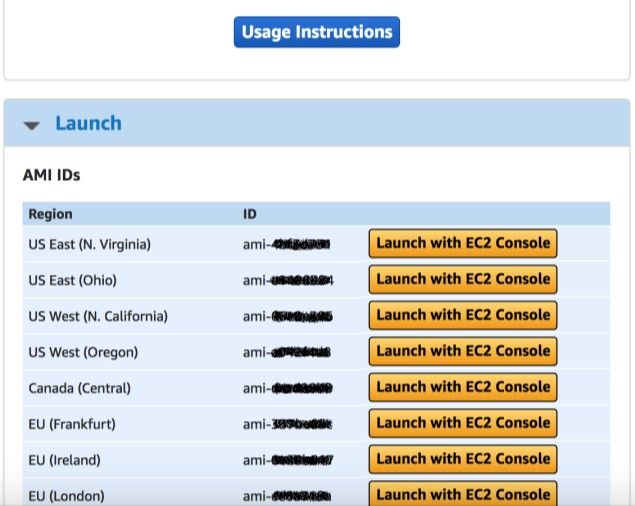 Usage Instructions
Launch
AMI IDs
Region ID
US East (N. Virginia) ami- Launch with EC2 Console
US East (Ohio) ami- Launch with EC2 Console
US West (N. California) ami- Launch with EC2 Console
US West (Oregon) ami- Launch with EC2 Console
Canada (Central) ami- Launch with EC2 Console
EU (Frankfurt) ami- Launch with EC2 Console
EU (Ireland) ami- Launch with EC2 Console
EU (London) ami- Launch with EC2 Console